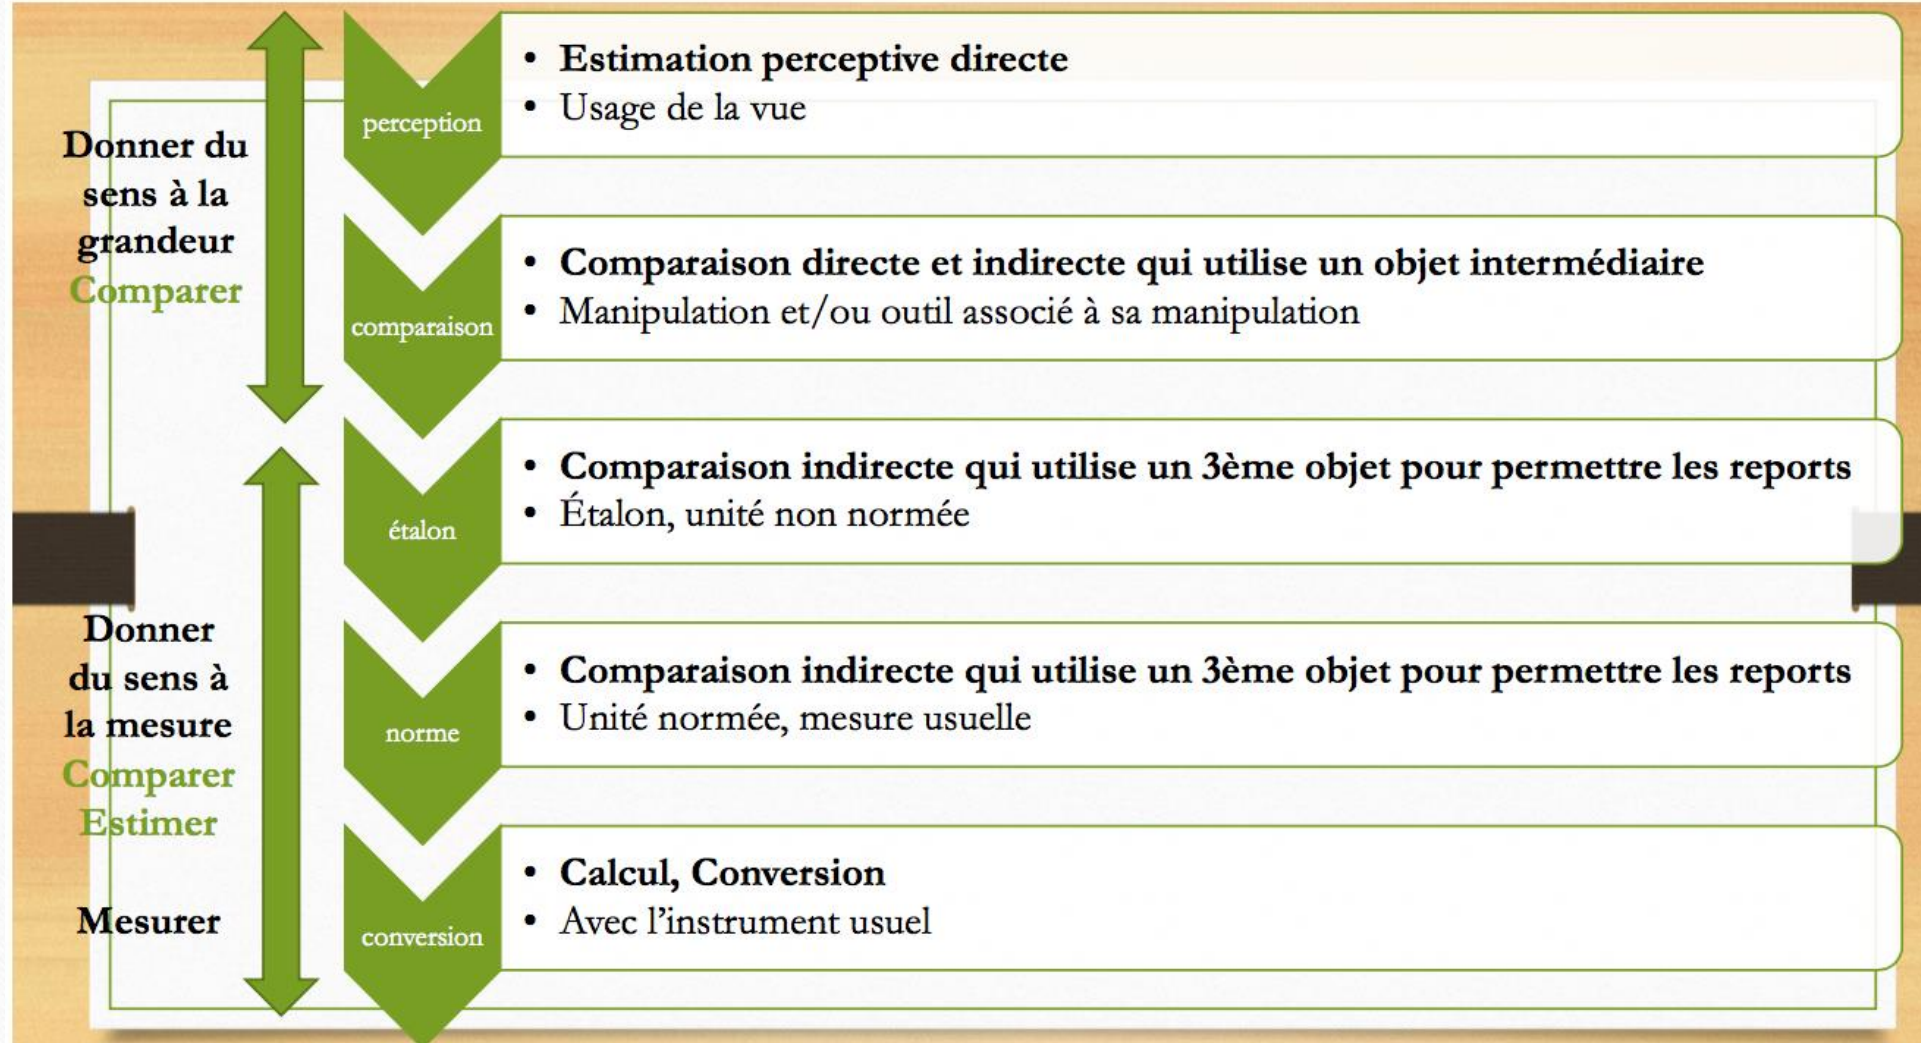 Donner du
sens à la
grandeur
Comparer
perception
• Estimation perceptive directe
• Usage de la vue
comparaison
• Comparaison directe et indirecte qui utilise un objet intermédiaire
• Manipulation et/ou outil associé à sa manipulation
Donner
du sens à
la mesure
Comparer
Estimer
Mesurer
étalon
• Comparaison indirecte qui utilise un 3ème objet pour permettre les reports
• Étalon, unité non normée
norme
• Comparaison indirecte qui utilise un 3ème objet pour permettre les reports
• Unité normée, mesure usuelle
conversion
• Calcul, Conversion
• Avec l’instrument usuel